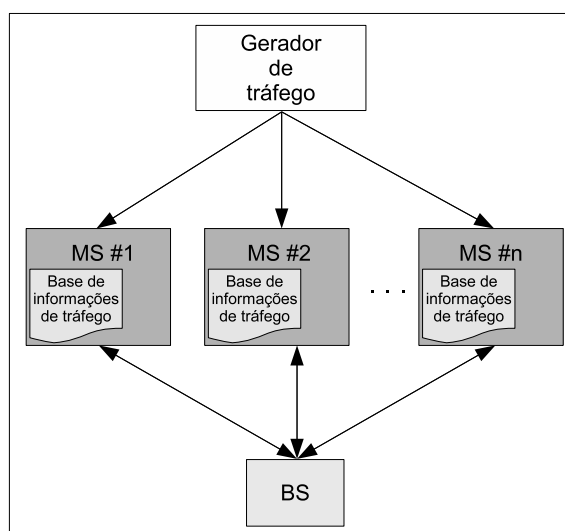 Gerador
de
tráfego
MS #1
Base de
informações
de tráfego
MS #2
Base de
informações
de tráfego
. . .
MS #n
Base de
informações
de tráfego
BS